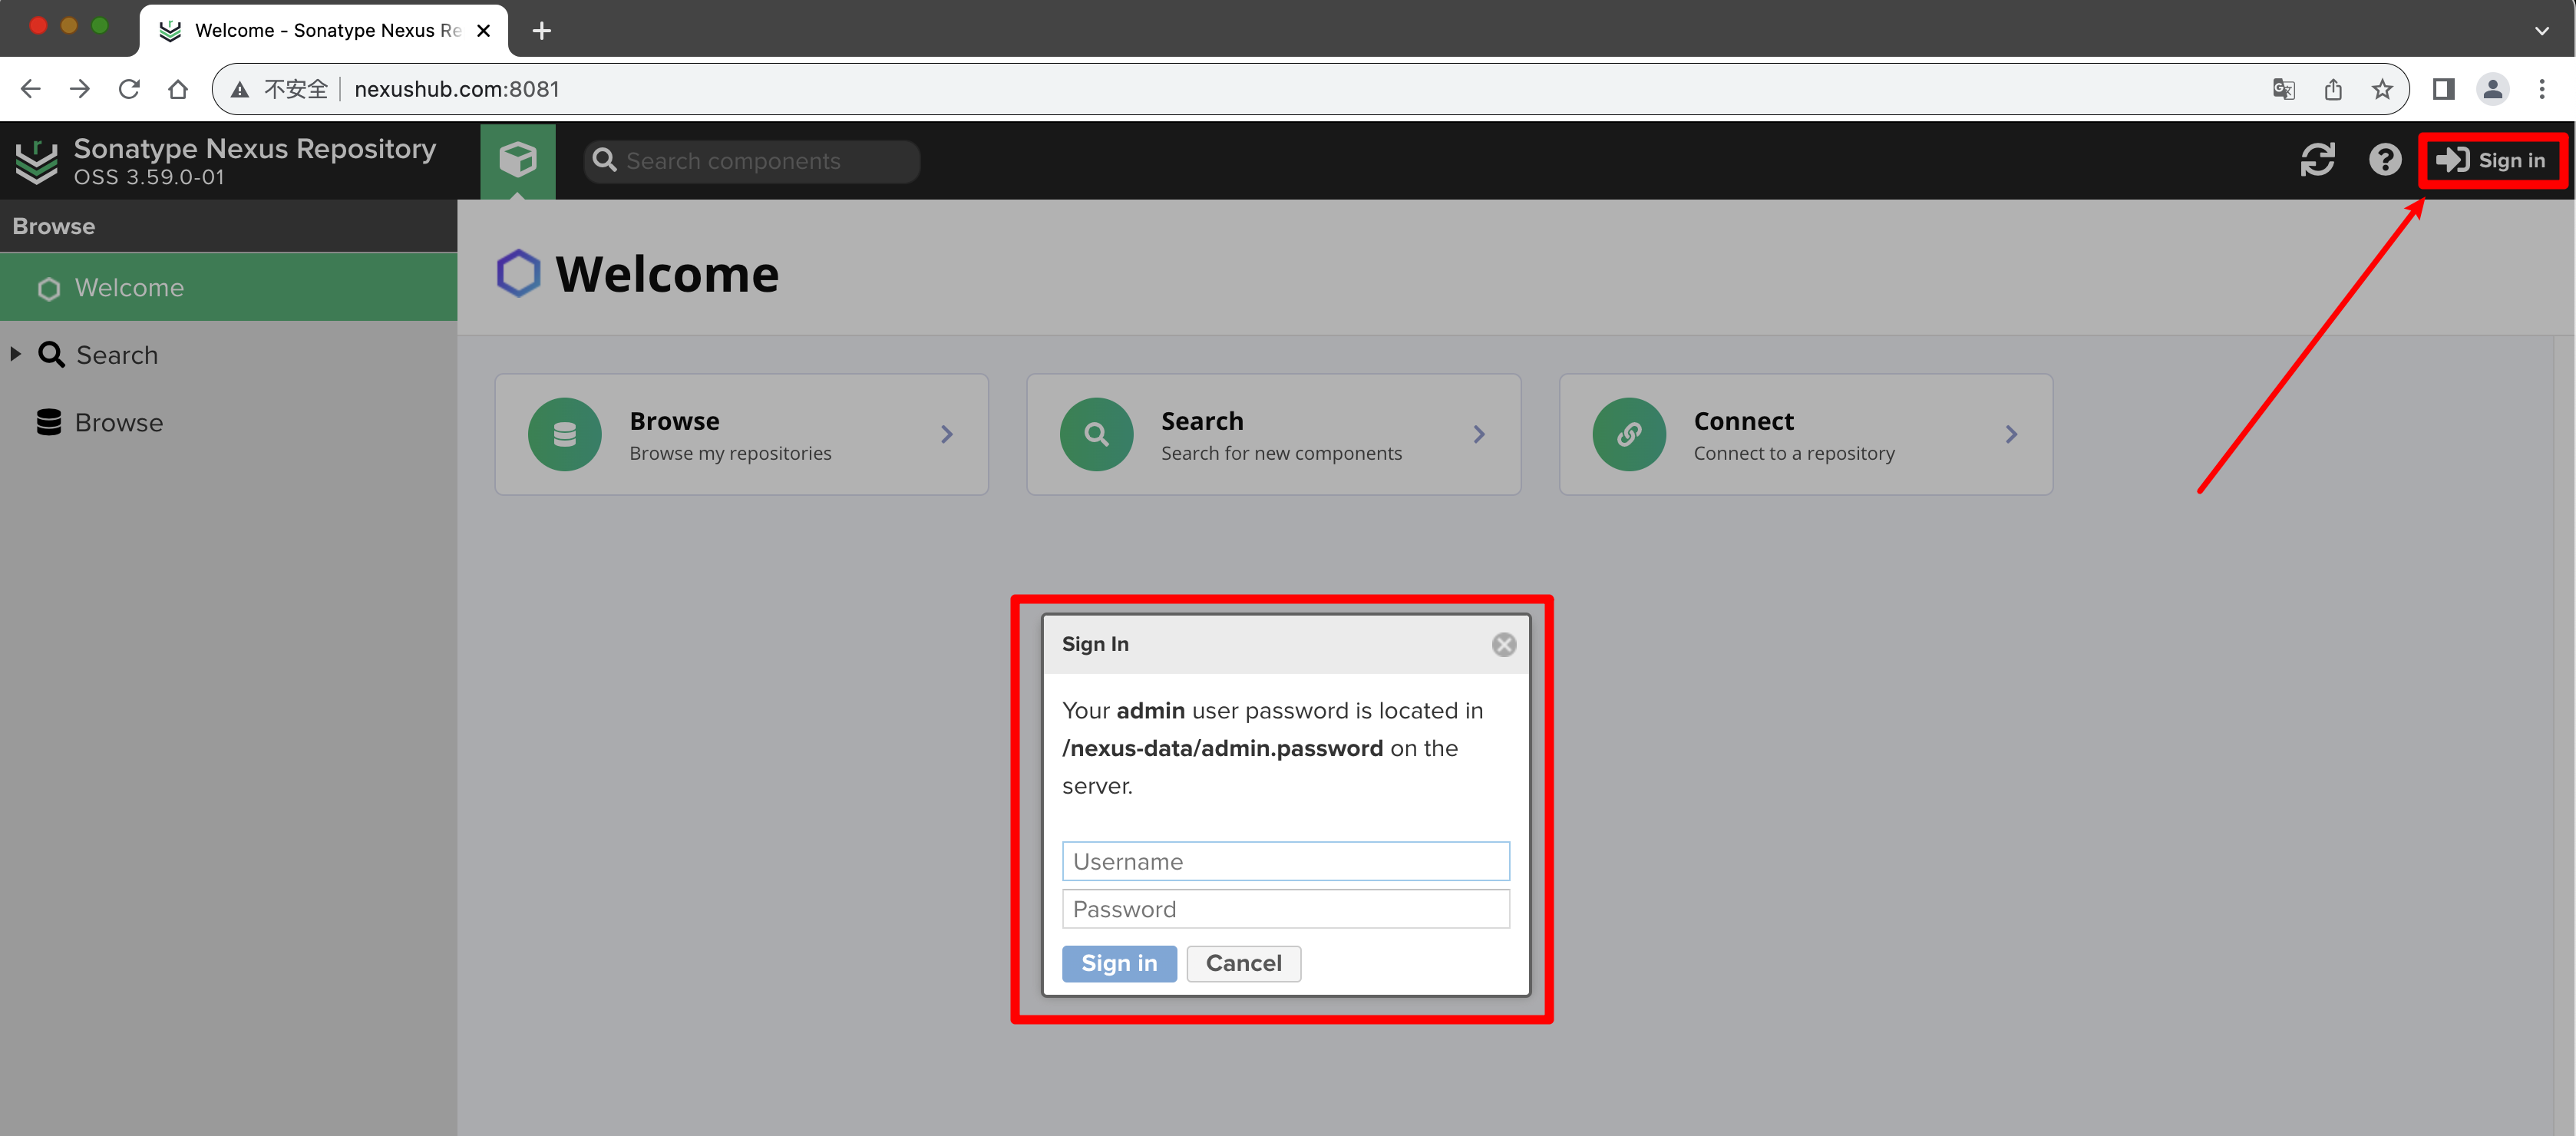 Welcome - Sonatype Nexus Re
不安全 nexushub.com:8081
Sonatype Nexus Repository
OSS 3.59.0-01
Search components
Sign in
Browse
Welcome
Search
Browse
Welcome
Browse
Browse my repositories
Search
Search for new components
Connect
Connect to a repository
Sign In
Your admin user password is located in
/nexus-data/admin.password on the
server.
Username
Password
Sign in Cancel